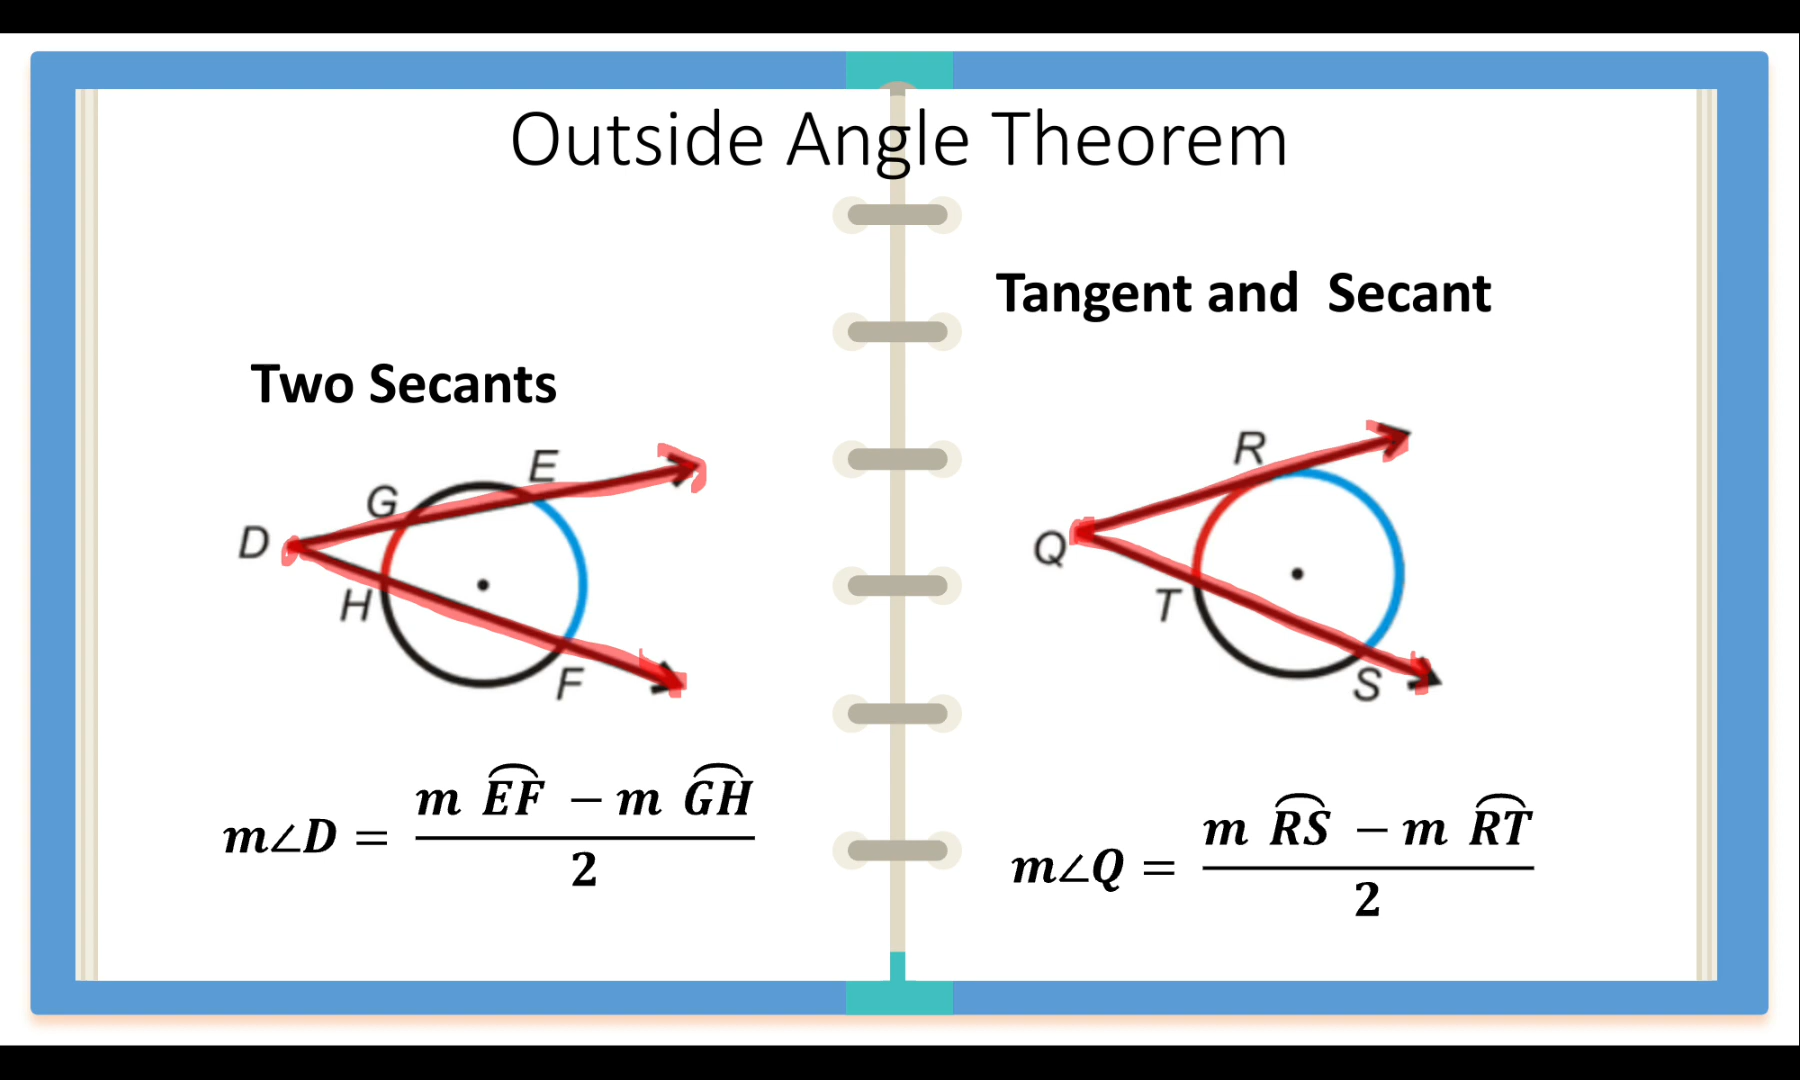 Outside Angle Theorem
Two Secants
D
G
E
H
F
m∠D = (m EF⏜ − m GH⏜) / 2
Tangent and Secant
R
Q
T
S
m∠Q = (m RS⏜ − m RT⏜) / 2